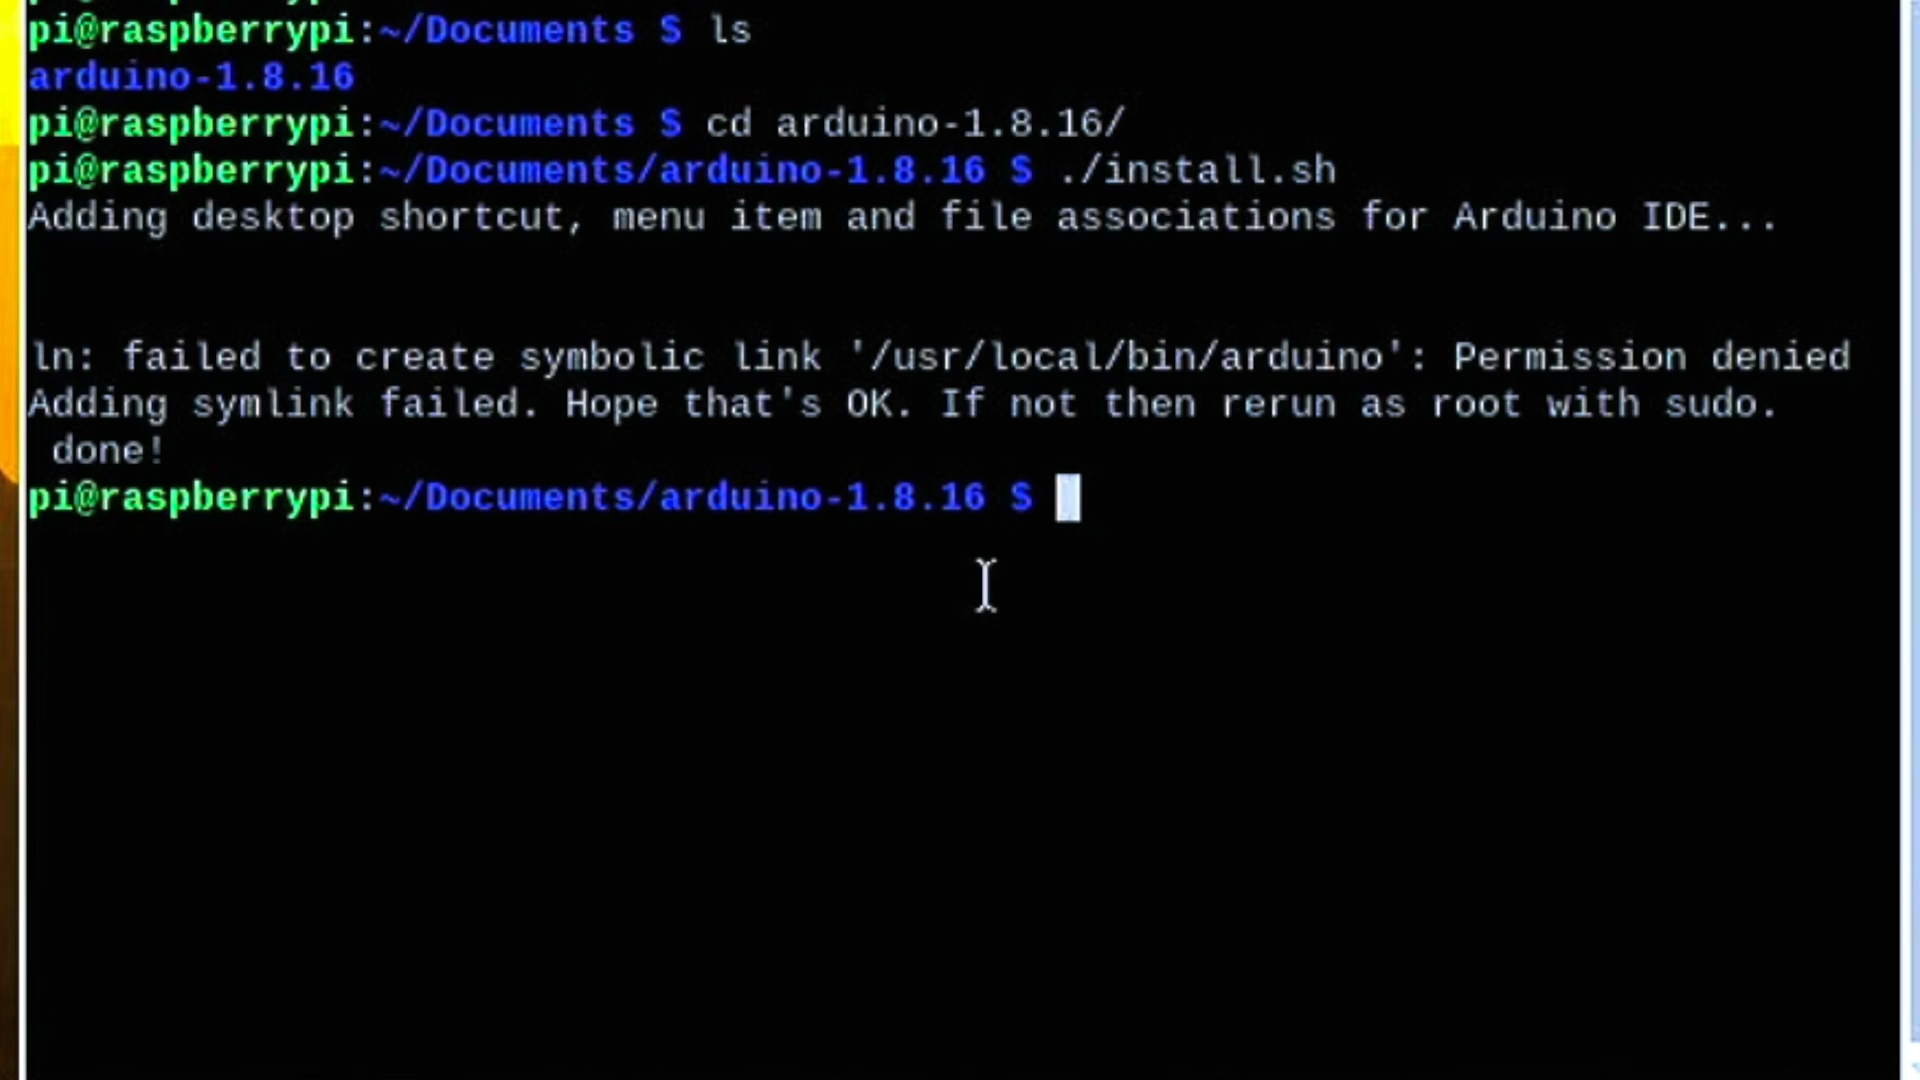 pi@raspberrypi:~/Documents $ ls
arduino-1.8.16
pi@raspberrypi:~/Documents $ cd arduino-1.8.16/
pi@raspberrypi:~/Documents/arduino-1.8.16 $ ./install.sh
Adding desktop shortcut, menu item and file associations for Arduino IDE...
ln: failed to create symbolic link '/usr/local/bin/arduino': Permission denied
Adding symlink failed. Hope that's OK. If not then rerun as root with sudo.
done!
pi@raspberrypi:~/Documents/arduino-1.8.16 $